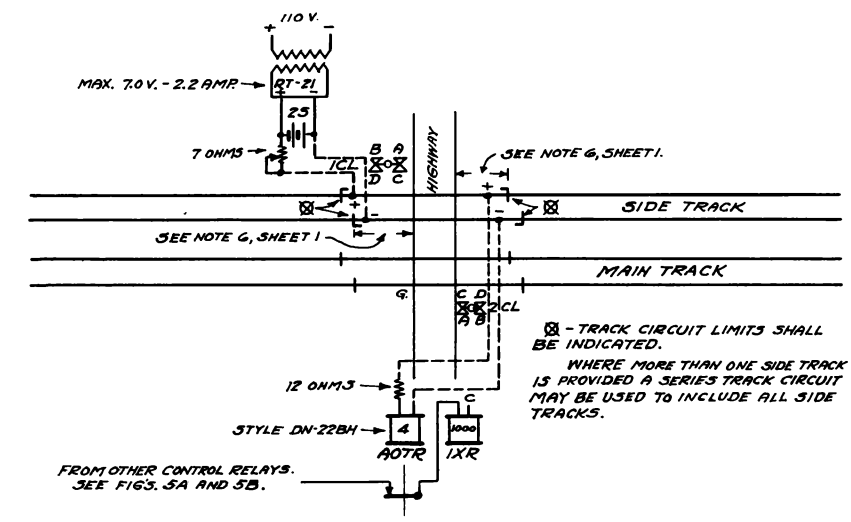 110 V.
+ -
MAX. 7.0 V. - 2.2 AMP.
RT-21
+ -
2S
7 OHMS
1CL
B A
D C
HIGHWAY
SEE NOTE 6, SHEET 1.
+
-
SIDE TRACK
+
-
SEE NOTE 6, SHEET 1
MAIN TRACK
G.
C D
A B
2CL
- TRACK CIRCUIT LIMITS SHALL
BE INDICATED.
WHERE MORE THAN ONE SIDE TRACK
IS PROVIDED A SERIES TRACK CIRCUIT
MAY BE USED TO INCLUDE ALL SIDE
TRACKS.
12 OHMS
C
STYLE DN-22BH
4
1000
AOTR
1XR
FROM OTHER CONTROL RELAYS.
SEE FIG'S. 5A AND 5B.